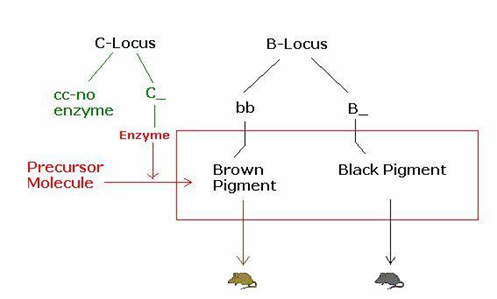 C-Locus
B-Locus
cc-no
enzyme
C_
bb
B_
Enzyme
Precursor
Molecule
Brown
Pigment
Black Pigment